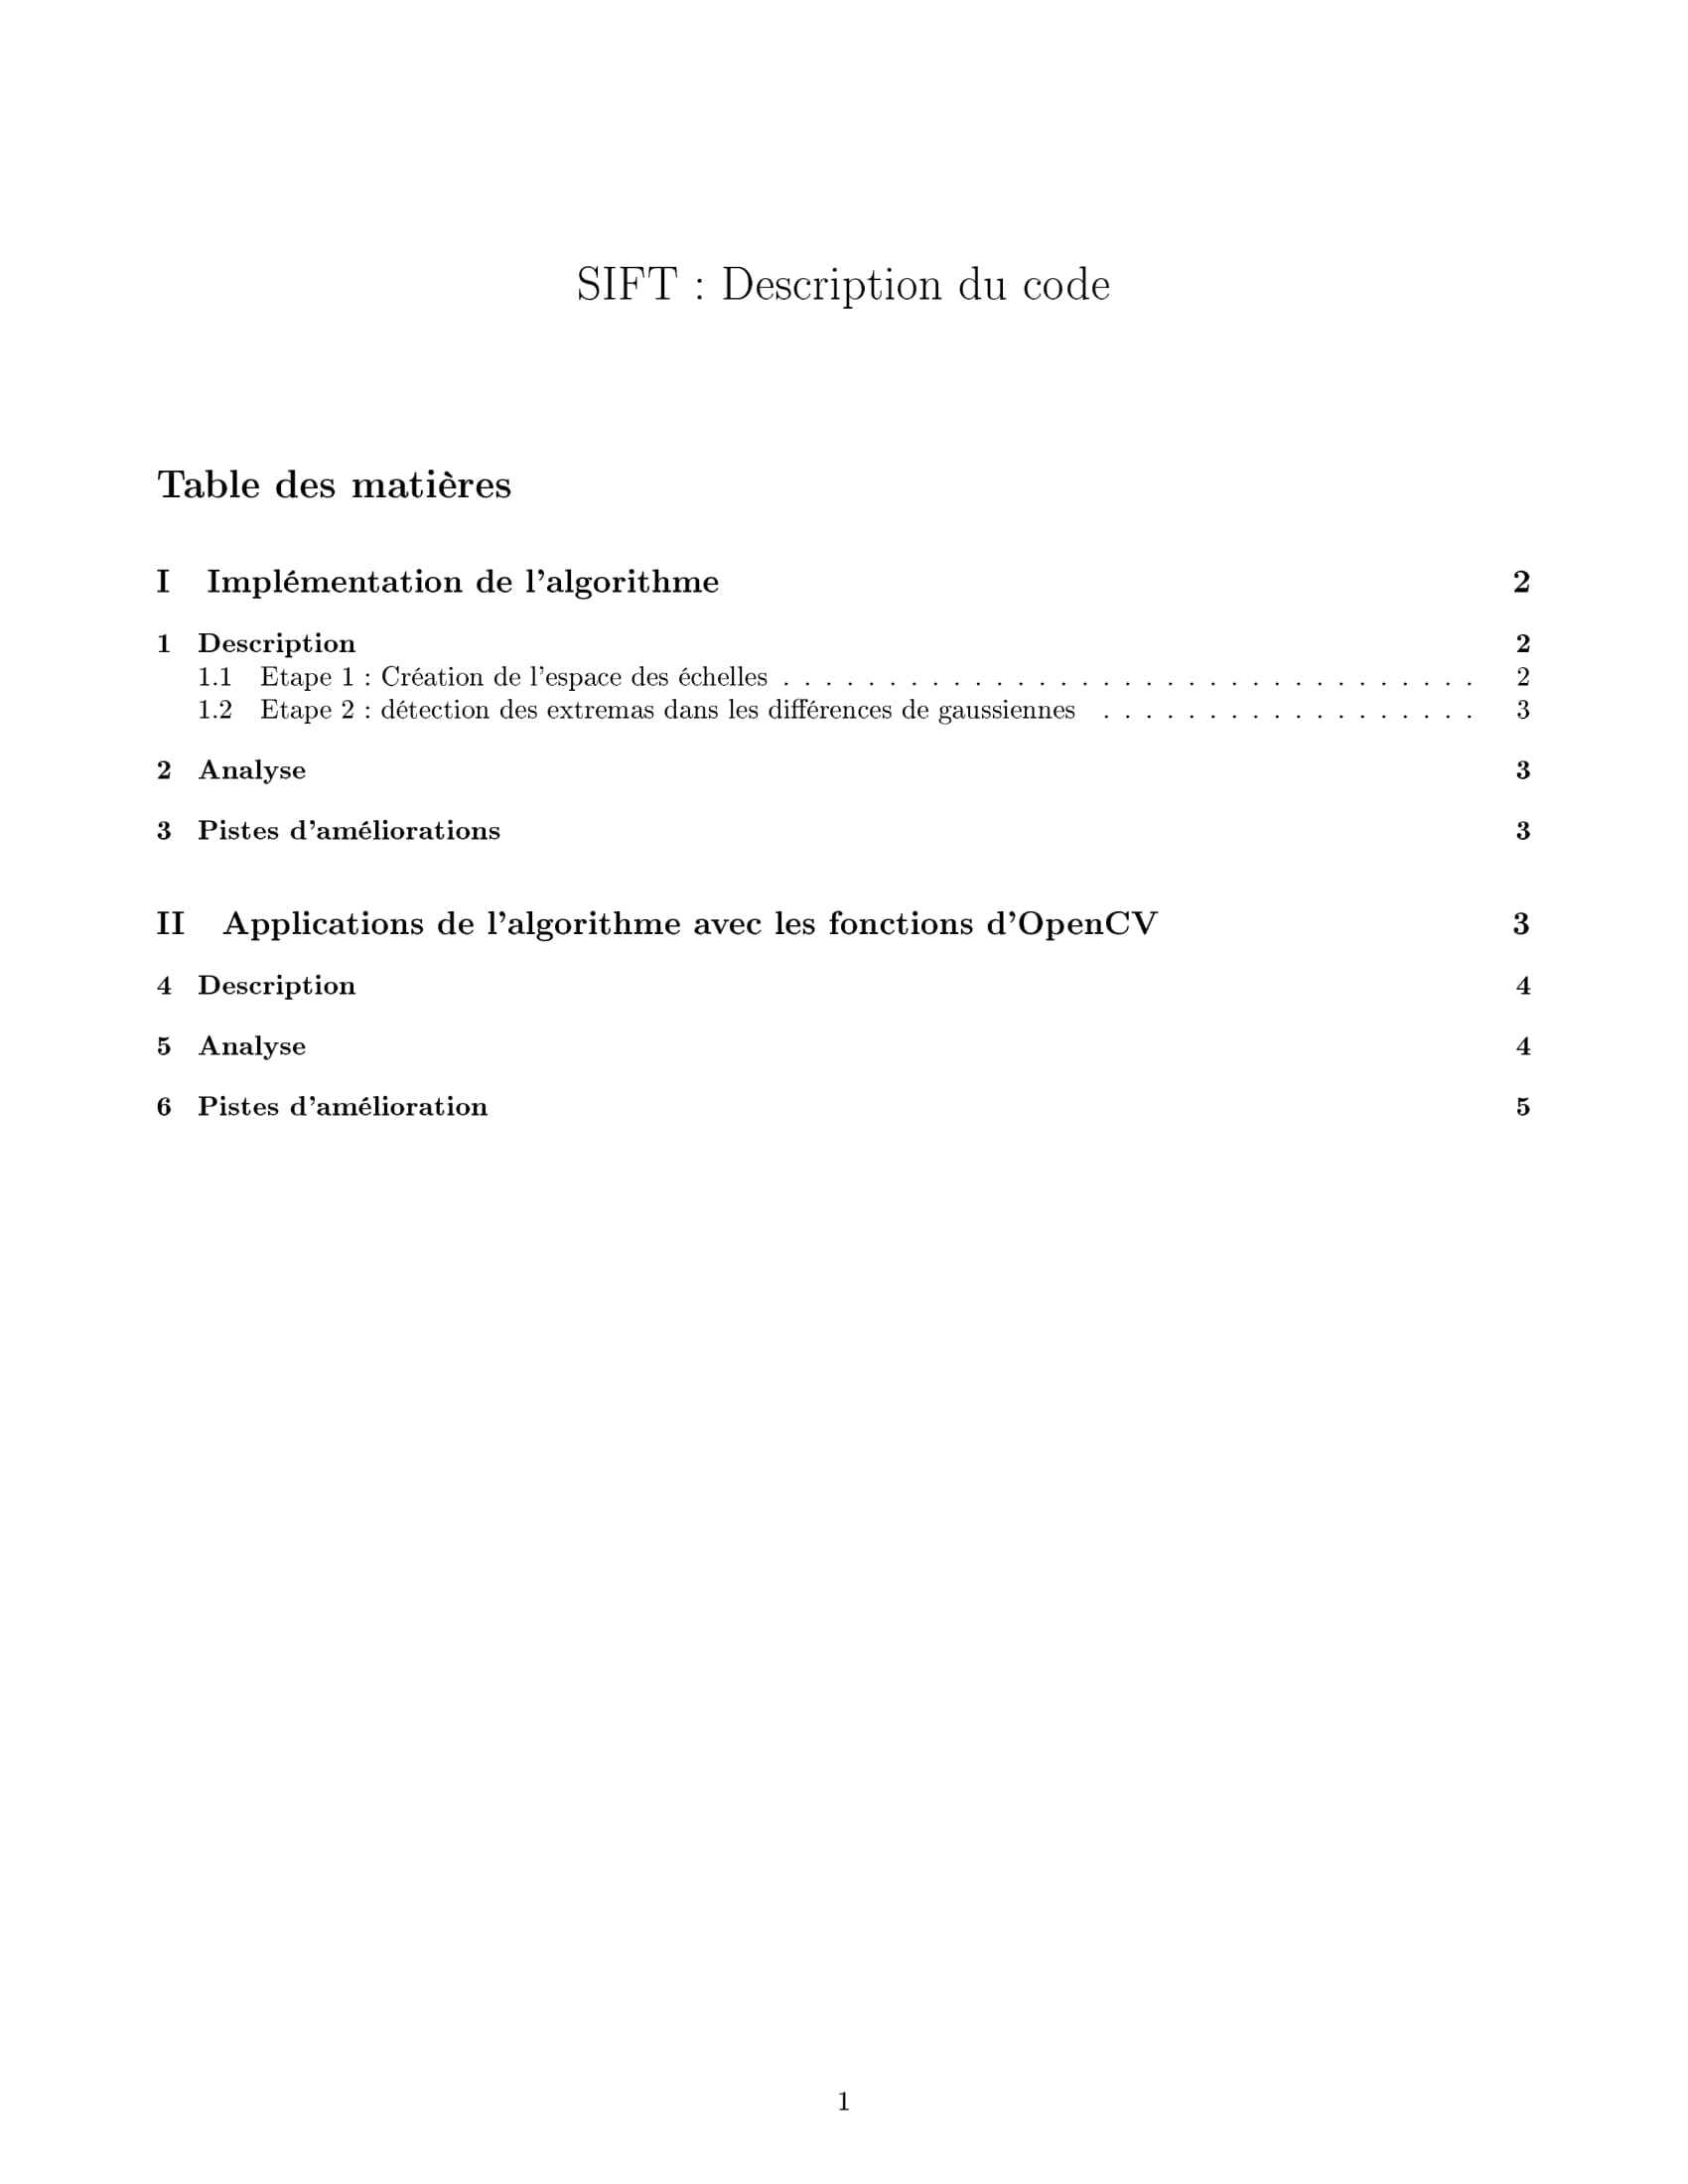 SIFT : Description du code
Table des matières
I Implémentation de l'algorithme 2
1 Description 2
1.1 Etape 1 : Création de l'espace des échelles . . . . . . . . . . . . . . . . . . . . . . . . . . . . . . . . . 2
1.2 Etape 2 : détection des extremas dans les différences de gaussiennes . . . . . . . . . . . . . . . . . . 3
2 Analyse 3
3 Pistes d'améliorations 3
II Applications de l'algorithme avec les fonctions d'OpenCV 3
4 Description 4
5 Analyse 4
6 Pistes d'amélioration 5
1